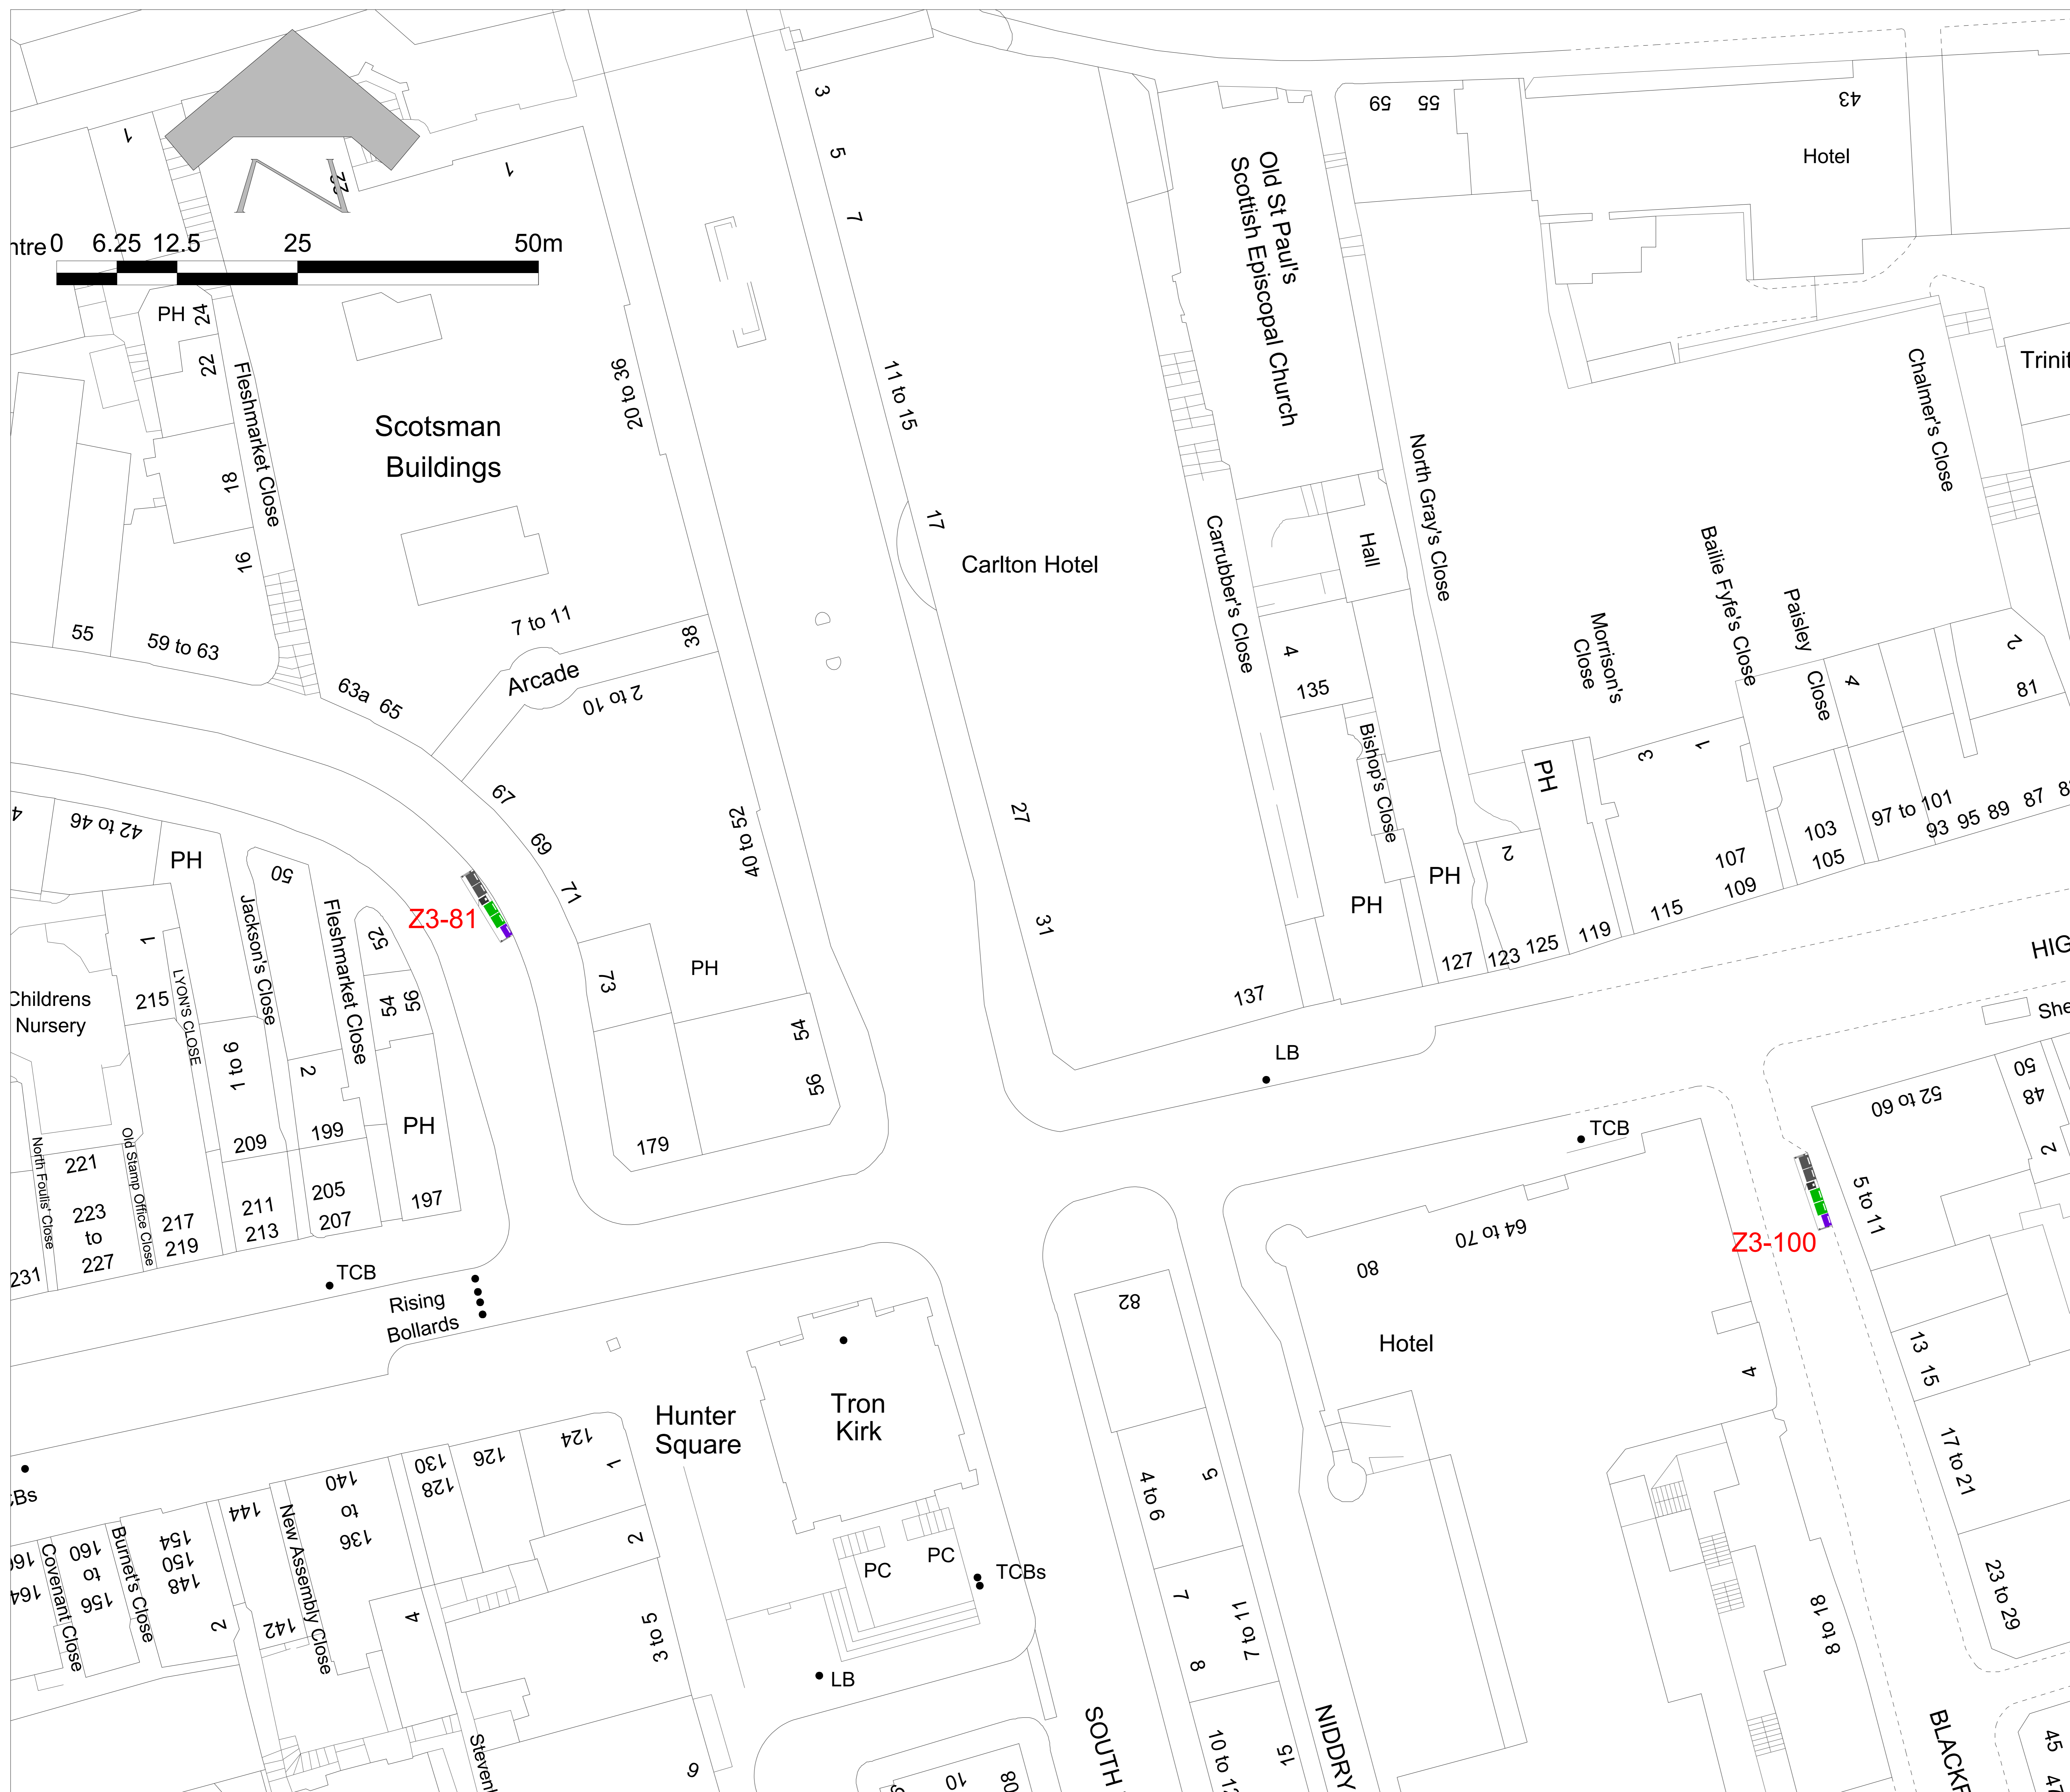 3
5
7
59
55
43
Hotel
1
1
22
N
0 6.25 12.5 25 50m
PH
24
22
Fleshmarket Close
18
16
Scotsman
Buildings
20 to 36
11 to 15
17
Carlton Hotel
Old St Paul's
Scottish Episcopal Church
Carrubber's Close
North Gray's Close
Hall
Chalmer's Close
Bailie Fyfe's Close
Paisley
Close
Morrison's
Close
55
59 to 63
63a
65
7 to 11
Arcade
38
2 to 10
4
135
Bishop's Close
PH
3
1
4
2
81
67
69
71
73
40 to 52
27
31
PH
PH
2
97 to 101
103
105
107
109
93
95
89
87
115
119
125
123
127
137
42 to 46
PH
50
52
54
56
Jackson's Close
Fleshmarket Close
Z3-81
PH
54
56
179
Childrens
Nursery
1
215
LYON'S CLOSE
1 to 6
2
209
199
PH
197
205
207
211
213
217
219
North Foulis' Close
Old Stamp Office Close
221
223
to
227
231
TCB
Rising
Bollards
LB
TCB
52 to 60
50
48
2
5 to 11
Z3-100
64 to 70
80
Hotel
4
82
13
15
17 to 21
23 to 29
8 to 18
Hunter
Square
Tron
Kirk
PC
PC
TCBs
LB
124
126
130
128
1
2
140
to
136
144
142
New Assembly Close
154
150
148
2
Burnet's Close
160
to
156
Covenant Close
164
4
3 to 5
6
4 to 6
5
7
8
7 to 11
15
SOUTH
NIDDRY
10
45